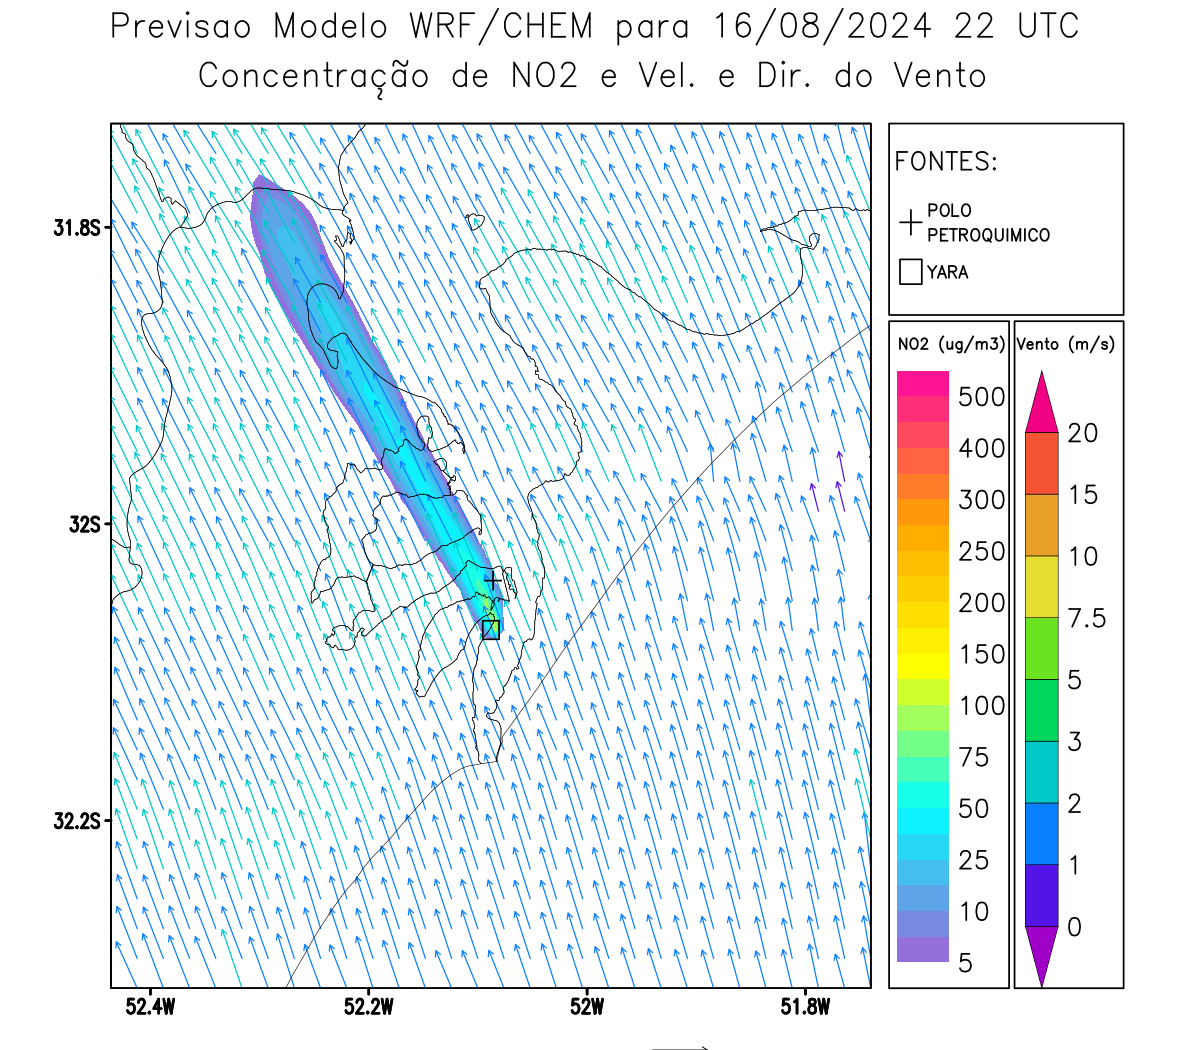 Previsao Modelo WRF/CHEM para 16/08/2024 22 UTC
Concentração de NO2 e Vel. e Dir. do Vento
FONTES:
POLO
PETROQUIMICO
YARA
NO2 (ug/m3)
500
400
300
250
200
150
100
75
50
25
10
5
Vento (m/s)
20
15
10
7.5
5
3
2
1
0
31.8S
32S
32.2S
52.4W
52.2W
52W
51.8W